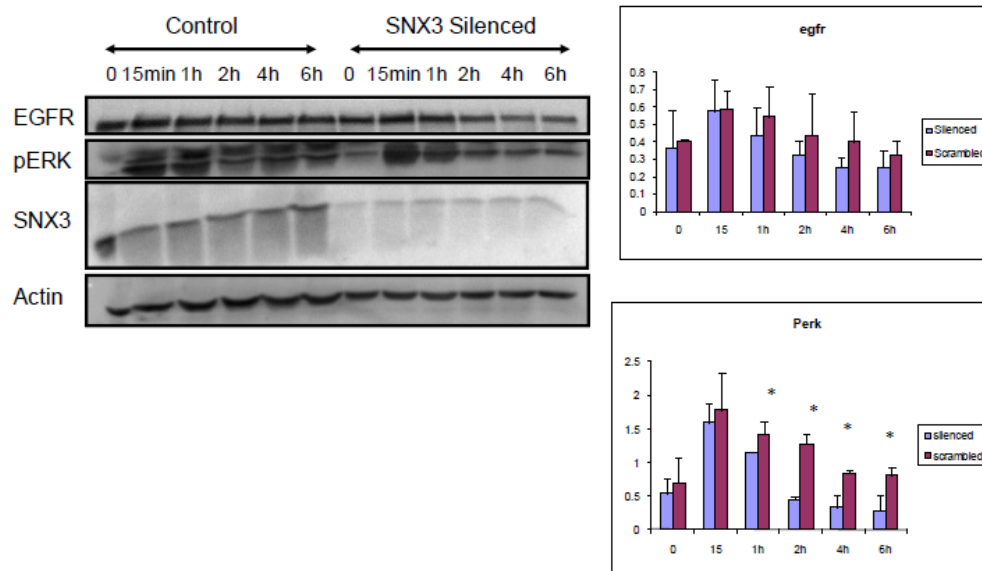 Control SNX3 Silenced
0 15min 1h 2h 4h 6h 0 15min 1h 2h 4h 6h
EGFR
pERK
SNX3
Actin
egfr
0.8
0.7
0.6
0.5
0.4
0.3
0.2
0.1
0
0 15 1h 2h 4h 6h
Silenced
Scrambled
Perk
2.5
2
1.5
1
0.5
0
* * * *
0 15 1h 2h 4h 6h
silenced
scrambled